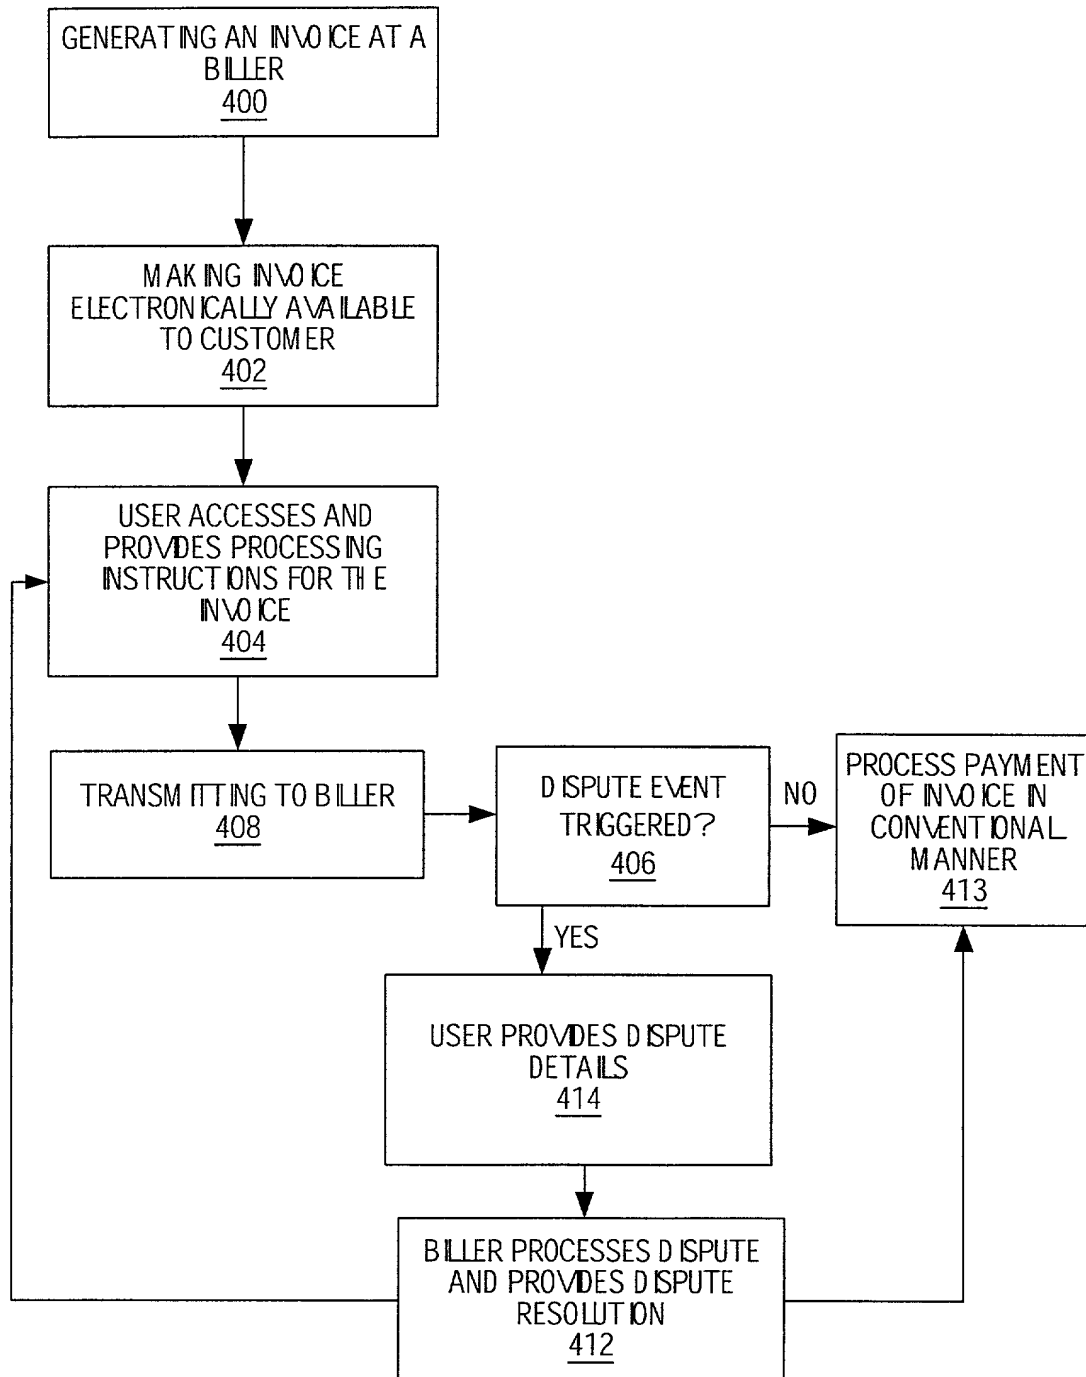 GENERATING AN INVOICE AT A
BILLER
400
MAKING INVOICE
ELECTRONICALLY AVAILABLE
TO CUSTOMER
402
USER ACCESSES AND
PROVIDES PROCESSING
INSTRUCTIONS FOR THE
INVOICE
404
TRANSMITTING TO BILLER
408
DISPUTE EVENT
TRIGGERED?
406
NO
PROCESS PAYMENT
OF INVOICE IN
CONVENTIONAL
MANNER
413
YES
USER PROVIDES DISPUTE
DETAILS
414
BILLER PROCESSES DISPUTE
AND PROVIDES DISPUTE
RESOLUTION
412